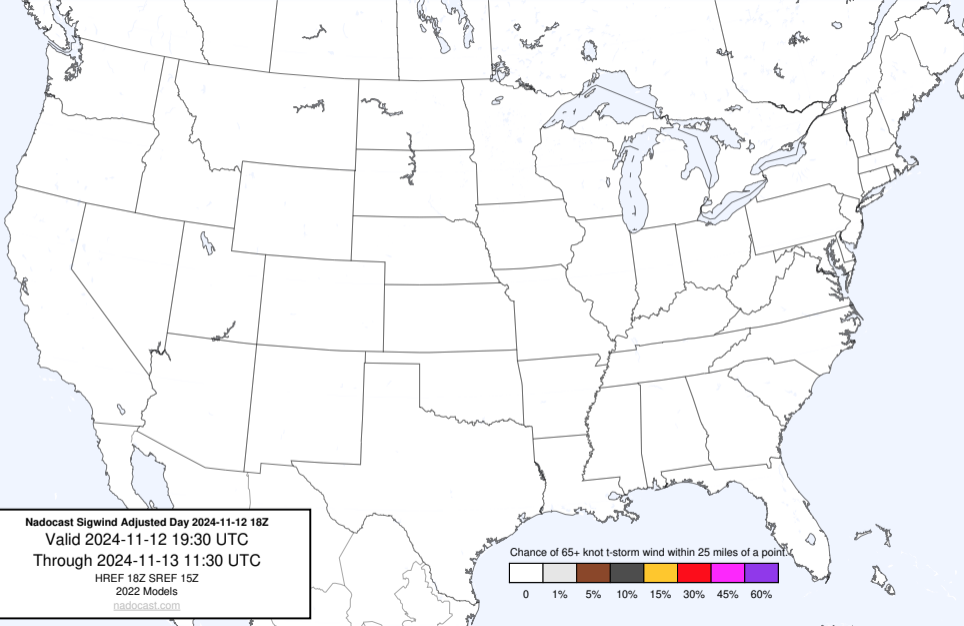 Nadocast Sigwind Adjusted Day 2024-11-12 18Z
Valid 2024-11-12 19:30 UTC
Through 2024-11-13 11:30 UTC
HREF 18Z SREF 15Z
2022 Models
nadocast.com
Chance of 65+ knot t-storm wind within 25 miles of a point.
0 1% 5% 10% 15% 30% 45% 60%